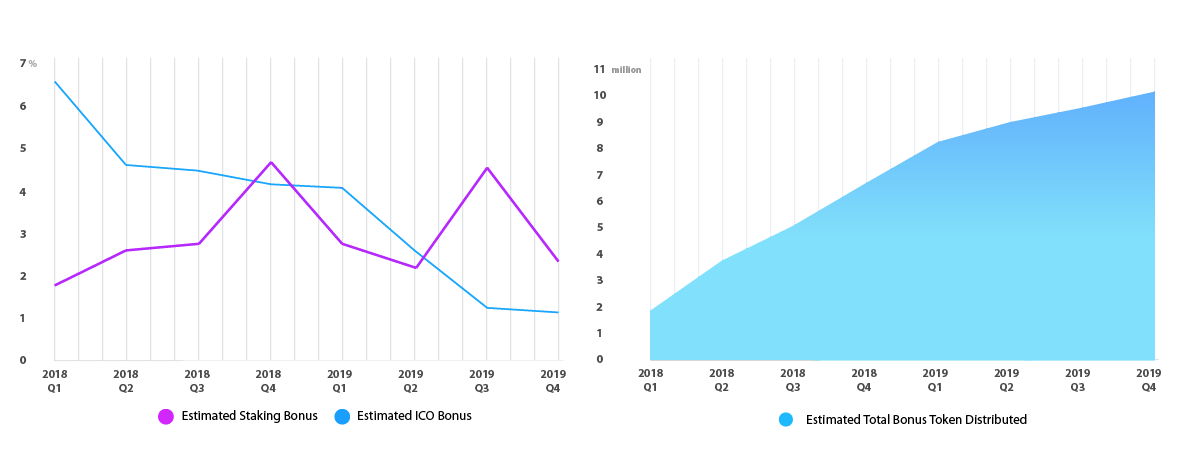 7 %
6
5
4
3
2
1
0
2018 2018 2018 2018 2019 2019 2019 2019
Q1 Q2 Q3 Q4 Q1 Q2 Q3 Q4
Estimated Staking Bonus Estimated ICO Bonus
11 million
10
9
8
7
6
5
4
3
2
1
0
2018 2018 2018 2018 2019 2019 2019 2019
Q1 Q2 Q3 Q4 Q1 Q2 Q3 Q4
Estimated Total Bonus Token Distributed